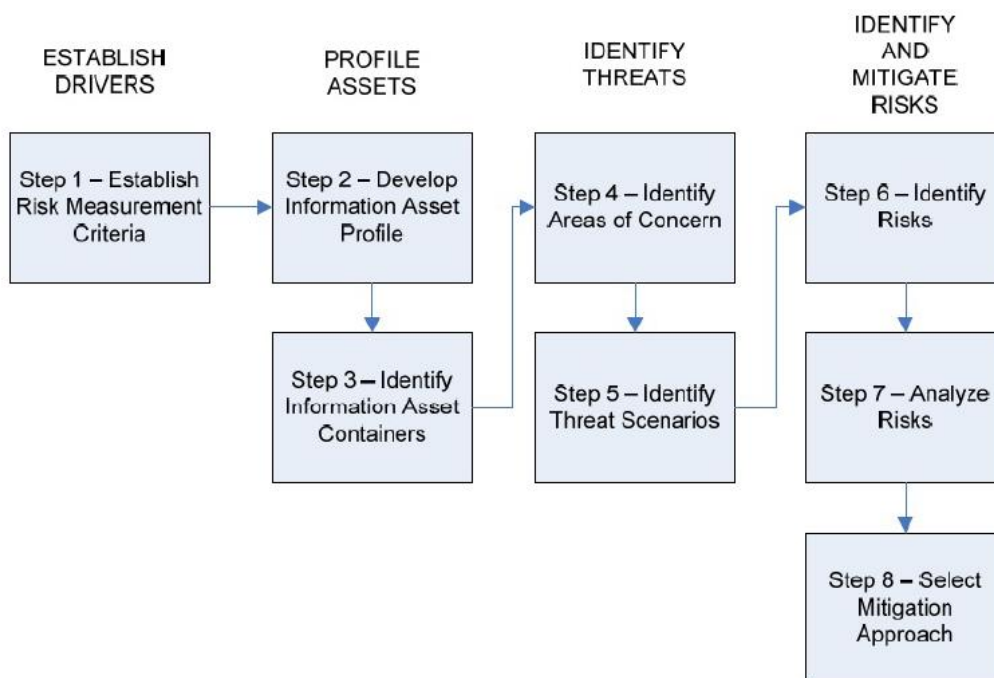 ESTABLISH
DRIVERS
PROFILE
ASSETS
IDENTIFY
THREATS
IDENTIFY
AND
MITIGATE
RISKS
Step 1 – Establish
Risk Measurement
Criteria
Step 2 – Develop
Information Asset
Profile
Step 3 – Identify
Information Asset
Containers
Step 4 – Identify
Areas of Concern
Step 5 – Identify
Threat Scenarios
Step 6 – Identify
Risks
Step 7 – Analyze
Risks
Step 8 – Select
Mitigation
Approach